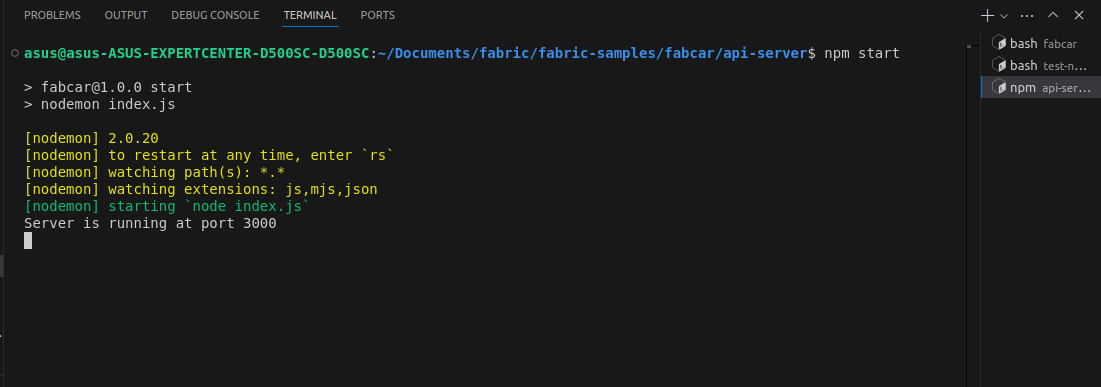 PROBLEMS OUTPUT DEBUG CONSOLE TERMINAL PORTS
asus@asus-ASUS-EXPERTCENTER-D500SC-D500SC:~/Documents/fabric/fabric-samples/fabcar/api-server$ npm start
> fabcar@1.0.0 start
> nodemon index.js
[nodemon] 2.0.20
[nodemon] to restart at any time, enter `rs`
[nodemon] watching path(s): *.*
[nodemon] watching extensions: js,mjs,json
[nodemon] starting `node index.js`
Server is running at port 3000
bash fabcar
bash test-n...
npm api-ser...